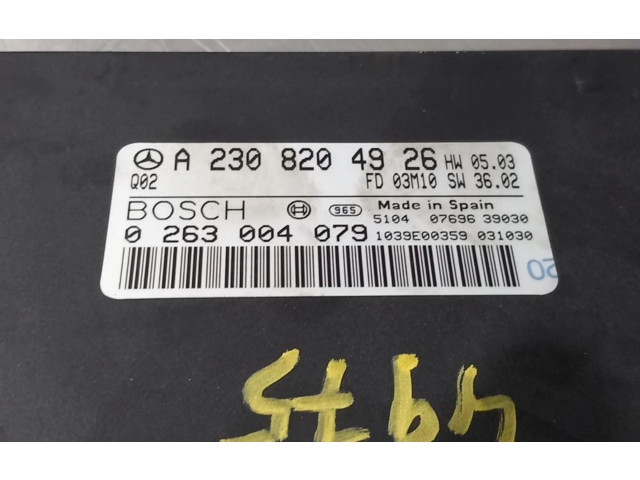 A 230 820 49 26 HW 05.03
Q02 FD 03M10 SW 36.02
BOSCH 965 Made in Spain
5104 07696 39030
0 263 004 079 1039E00359 031030
20
4975